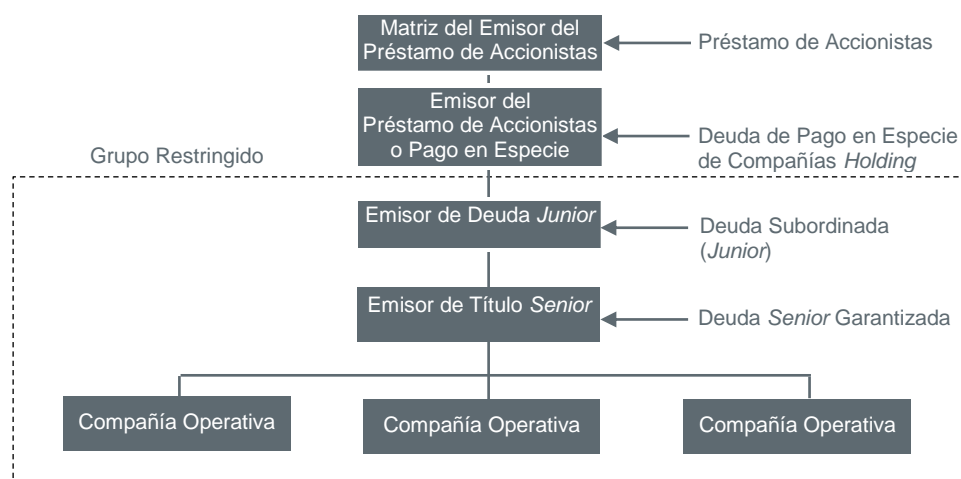 Matriz del Emisor del
Préstamo de Accionistas
Préstamo de Accionistas
Emisor del
Préstamo de Accionistas
o Pago en Especie
Deuda de Pago en Especie
de Compañías Holding
Grupo Restringido
Emisor de Deuda Junior
Deuda Subordinada
(Junior)
Emisor de Título Senior
Deuda Senior Garantizada
Compañía Operativa
Compañía Operativa
Compañía Operativa